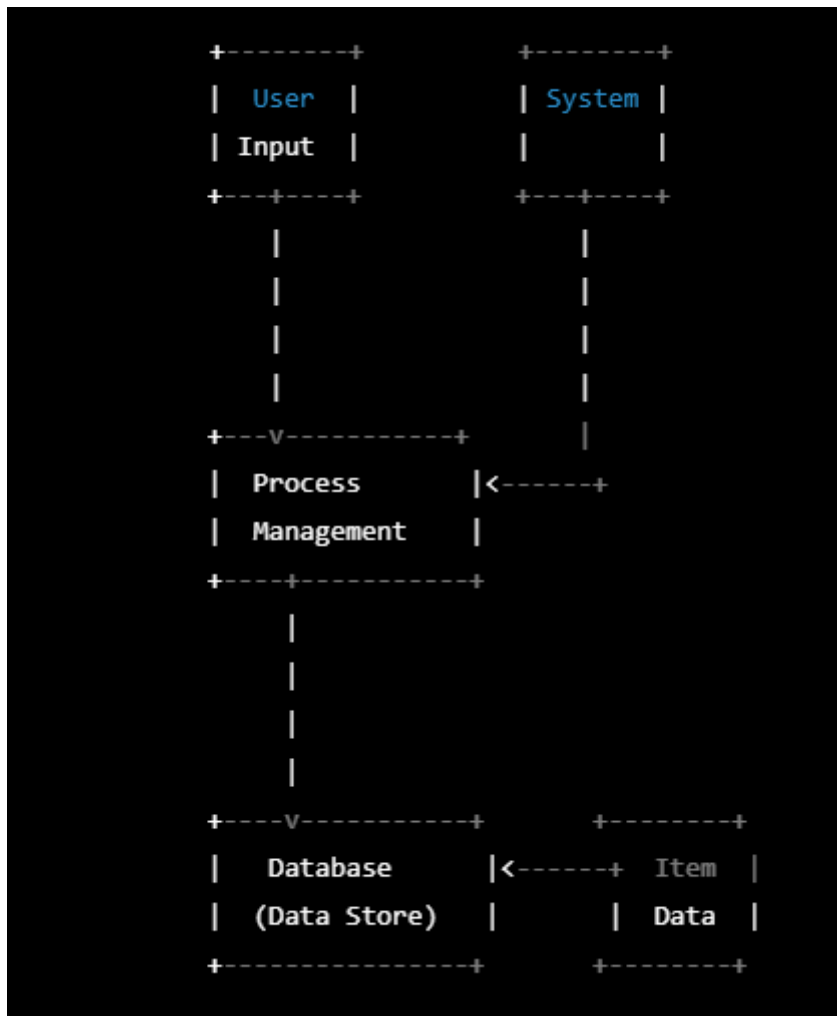 +--------+ +--------+
| User | | System |
| Input | | |
+---+----+ +---+----+
| |
| |
| |
| |
+---v-----------+ |
| Process |<------+
| Management |
+----+-----------+
|
|
|
|
+----v-----------+ +--------+
| Database |<------+ Item |
| (Data Store) | | Data |
+----------------+ +--------+